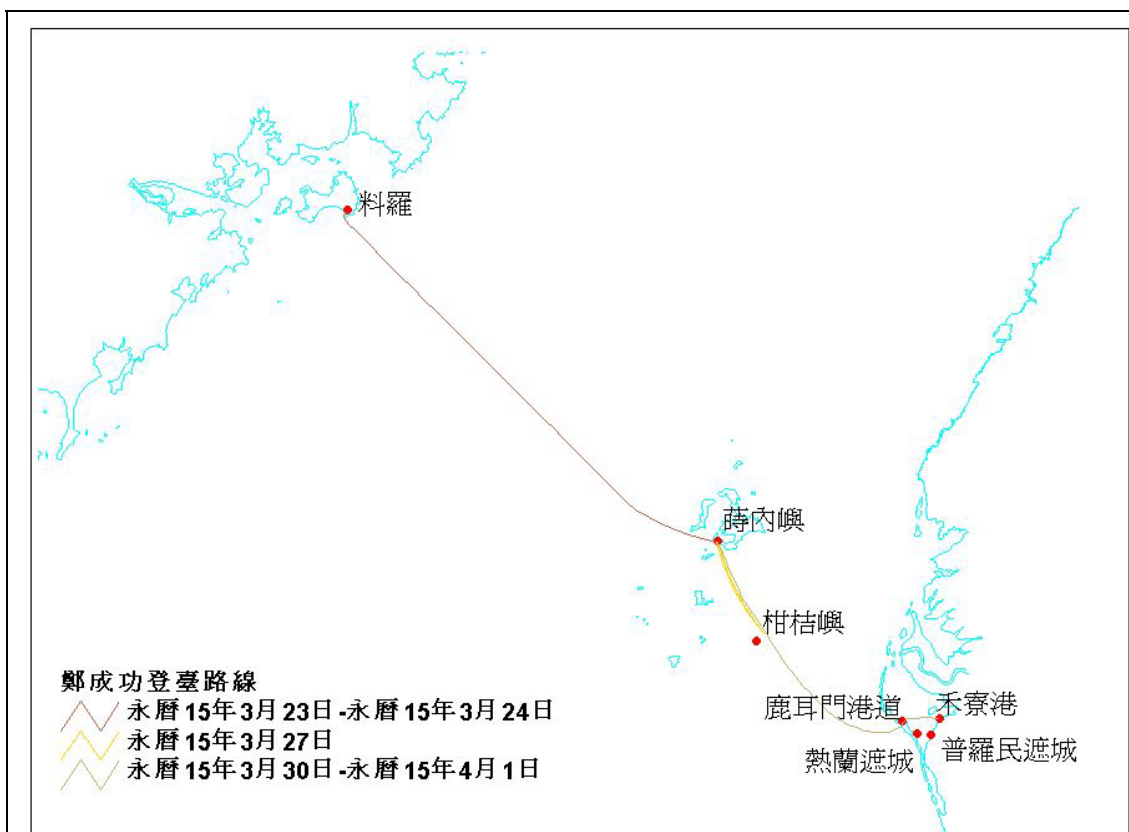 料羅
蒔內嶼
柑桔嶼
鹿耳門港道
禾寮港
熱蘭遮城
普羅民遮城
鄭成功登臺路線
永曆15年3月23日-永曆15年3月24日
永曆15年3月27日
永曆15年3月30日-永曆15年4月1日